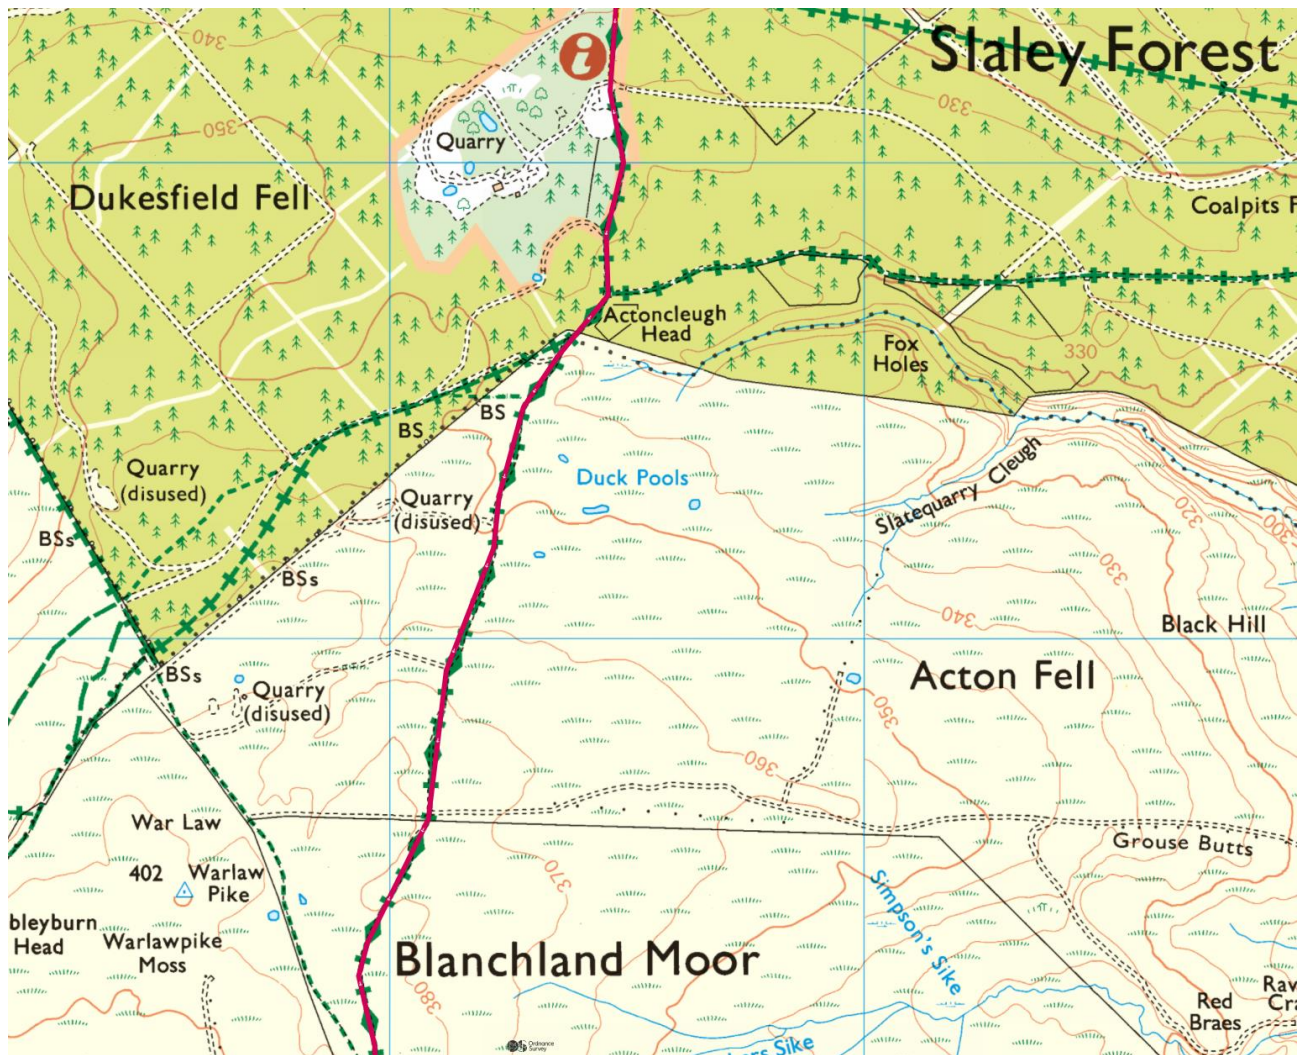 340
Slaley Forest
350
330
Quarry
Dukesfield Fell
Coalpits F
Actoncleugh
Head
Fox
Holes
330
BS
BS
Quarry
(disused)
Duck Pools
Quarry
(disused)
Slatequarry Cleugh
320
300
BSs
BSs
330
340
Black Hill
BSs
Acton Fell
Quarry
(disused)
350
360
War Law
Grouse Butts
402
Warlaw
Pike
370
Simpson's Sike
bleyburn
Head
Warlawpike
Moss
Blanchland Moor
380
Red
Braes
Rav
Cra
Ordnance
Survey
ers Sike